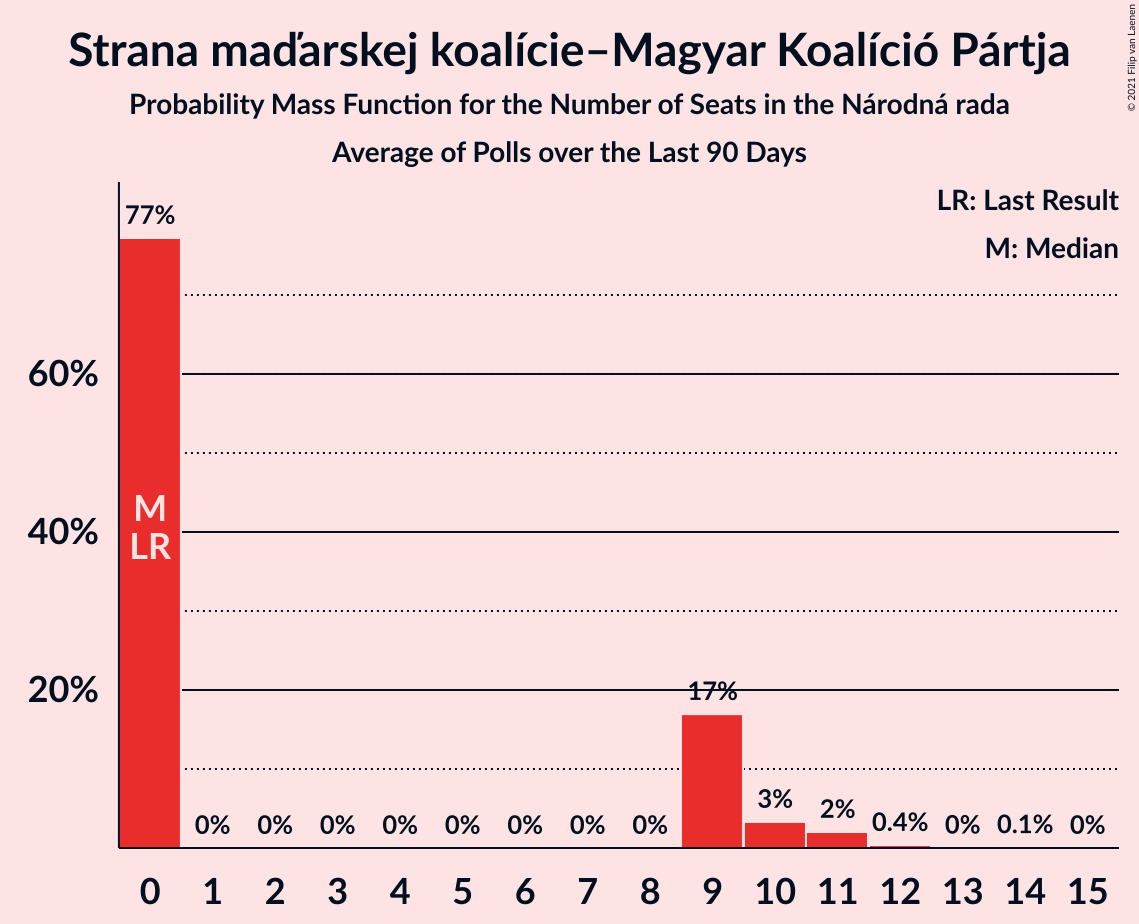 Strana maďarskej koalície–Magyar Koalíció Pártja
Probability Mass Function for the Number of Seats in the Národná rada
Average of Polls over the Last 90 Days
© 2021 Filip van Laenen
LR: Last Result
M: Median
77%
60%
40%
20%
M
LR
0%
0%
0%
0%
0%
0%
0%
0%
17%
3%
2%
0.4%
0%
0.1%
0%
0 1 2 3 4 5 6 7 8 9 10 11 12 13 14 15